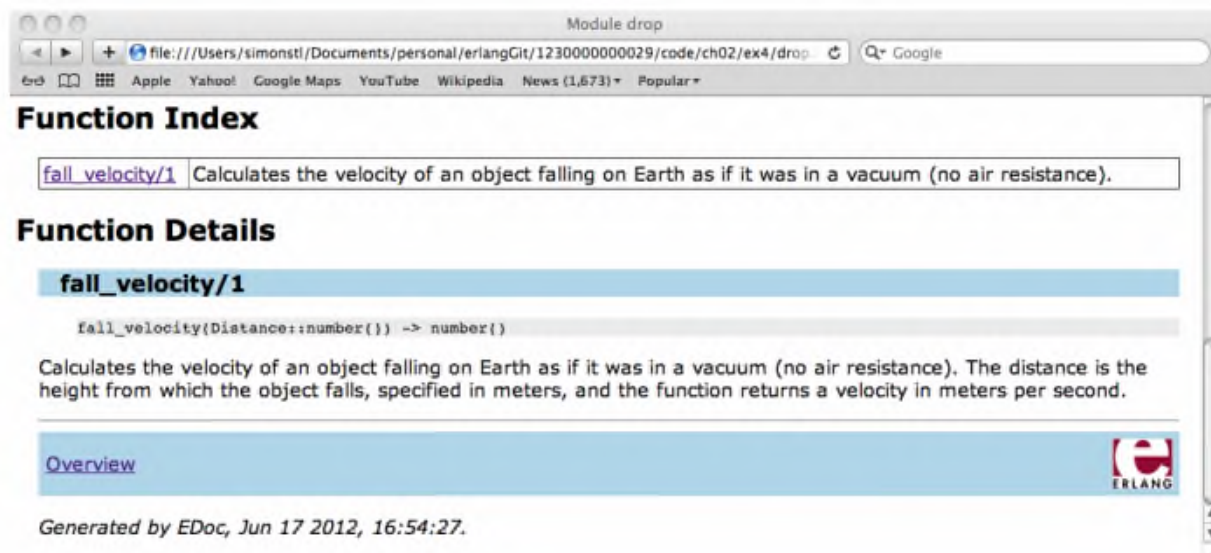 Module drop
file:///Users/simonstl/Documents/personal/erlangGit/1230000000029/code/ch02/ex4/drop
Google
Apple Yahoo! Google Maps YouTube Wikipedia News (1,673) Popular
Function Index
fall_velocity/1 Calculates the velocity of an object falling on Earth as if it was in a vacuum (no air resistance).
Function Details
fall_velocity/1
fall_velocity(Distance::number()) -> number()
Calculates the velocity of an object falling on Earth as if it was in a vacuum (no air resistance). The distance is the
height from which the object falls, specified in meters, and the function returns a velocity in meters per second.
Overview
ERLANG
Generated by EDoc, Jun 17 2012, 16:54:27.